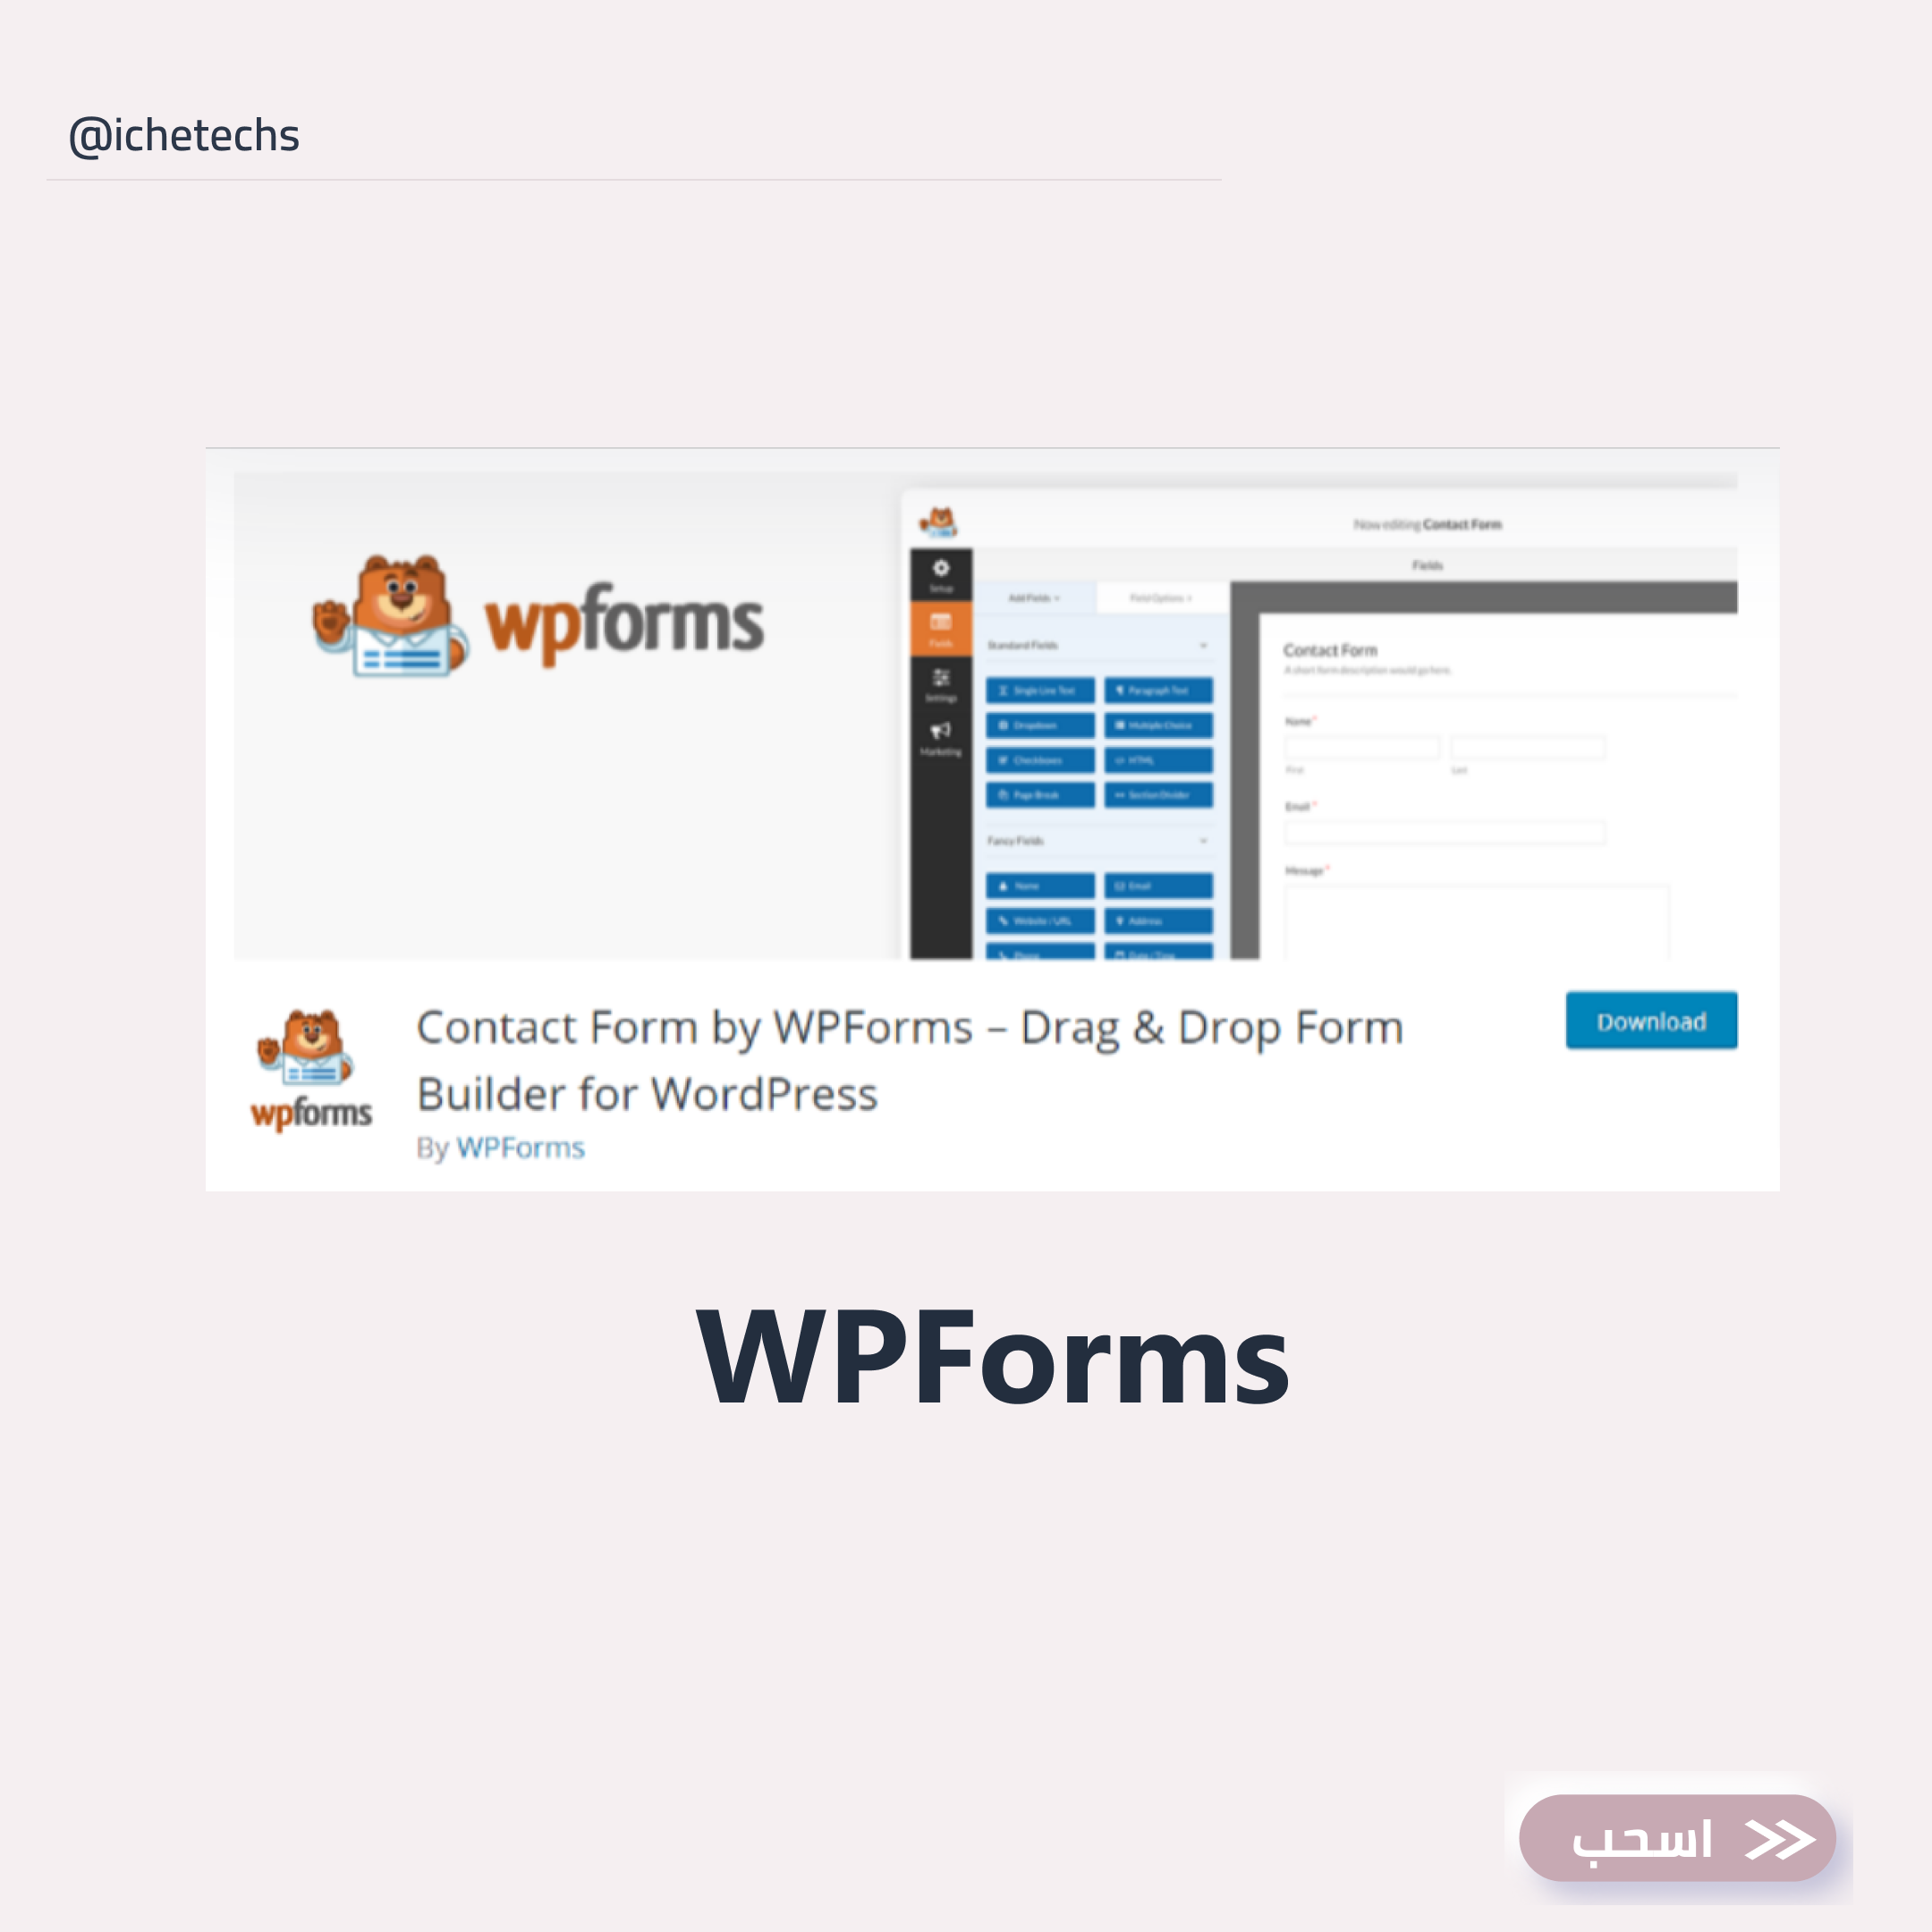 @ichetechs
wpforms
Now editing Contact Form
Fields
Setup
Fields
Settings
Marketing
Add Fields
Field Options
Standard Fields
Single Line Text
Paragraph Text
Dropdown
Multiple Choice
Checkboxes
HTML
Page Break
Section Divider
Fancy Fields
Name
Email
Website / URL
Address
Phone
Date / Time
Contact Form
A short form description would go here.
Name*
First
Last
Email *
Message *
wpforms
Contact Form by WPForms – Drag & Drop Form
Builder for WordPress
By WPForms
Download
WPForms
اسحب